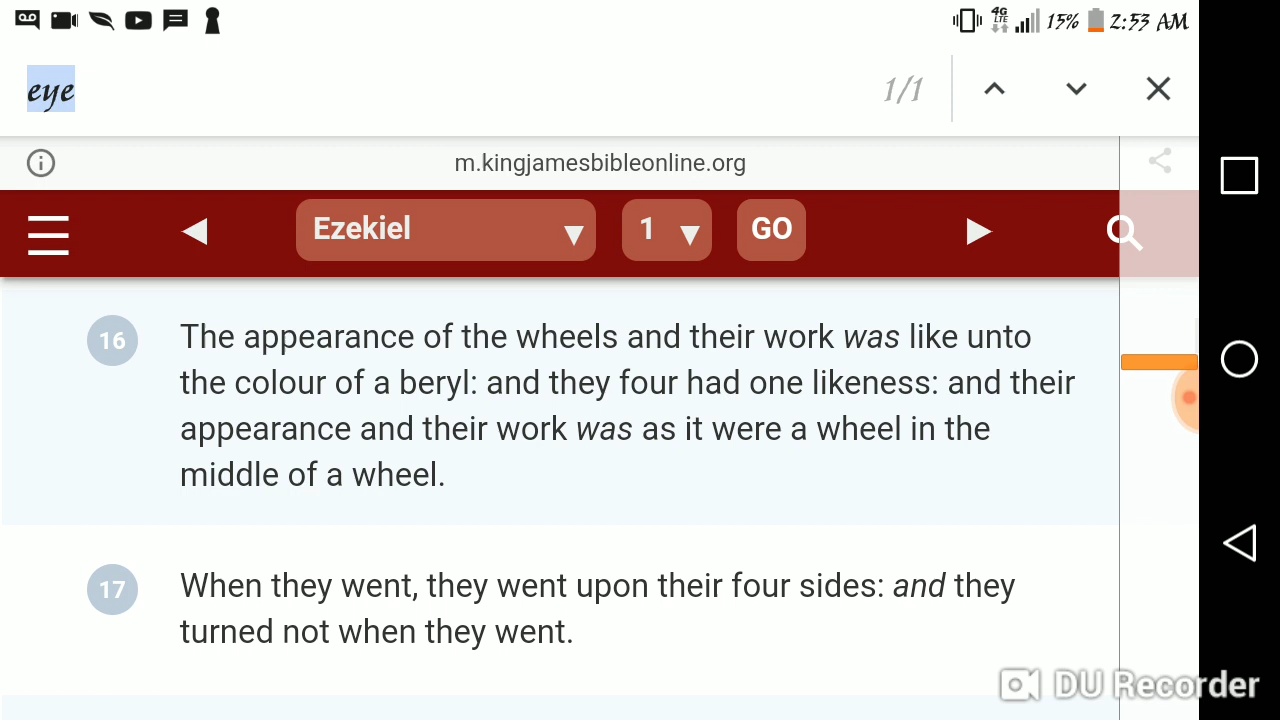 4G LTE 15% 2:53 AM
eye 1/1
m.kingjamesbibleonline.org
Ezekiel 1 GO
16 The appearance of the wheels and their work was like unto
the colour of a beryl: and they four had one likeness: and their
appearance and their work was as it were a wheel in the
middle of a wheel.
17 When they went, they went upon their four sides: and they
turned not when they went.
DU Recorder